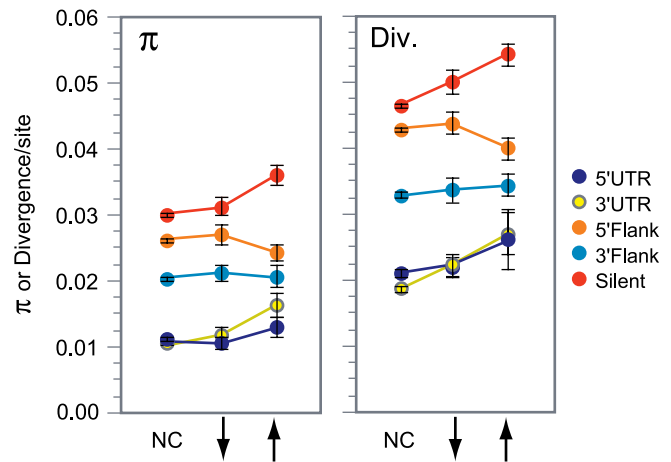 π or Divergence/site
0.06
0.05
0.04
0.03
0.02
0.01
0.00
π
Div.
NC
NC
5'UTR
3'UTR
5'Flank
3'Flank
Silent